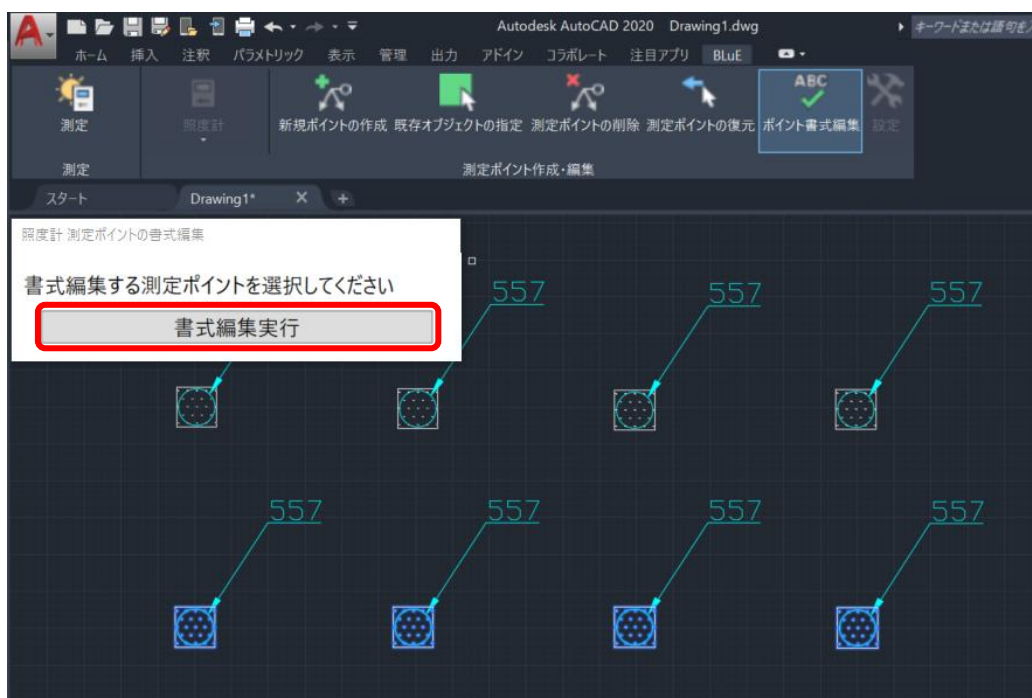 Autodesk AutoCAD 2020 Drawing1.dwg
キーワードまたは語句を
ホーム 挿入 注釈 パラメトリック 表示 管理 出力 アドイン コラボレート 注目アプリ BLuE
ABC
測定 照度計 新規ポイントの作成 既存オブジェクトの指定 測定ポイントの削除 測定ポイントの復元 ポイント書式編集 設定
測定 測定ポイント作成・編集
スタート Drawing1*
照度計 測定ポイントの書式編集
書式編集する測定ポイントを選択してください
書式編集実行
557 557 557
557 557 557 557